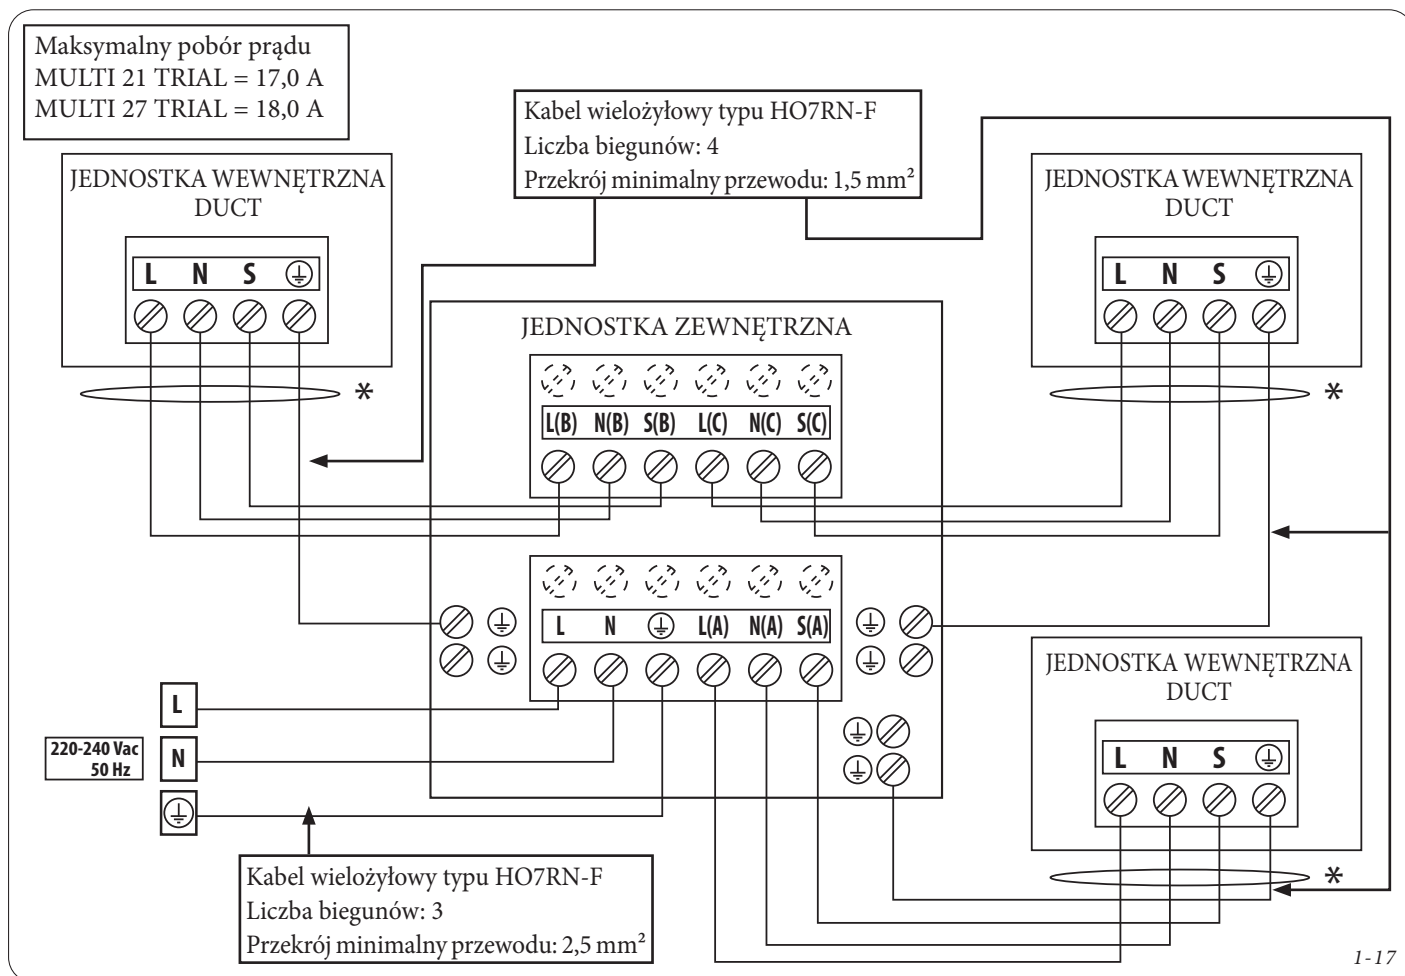 Maksymalny pobór prądu
MULTI 21 TRIAL = 17,0 A
MULTI 27 TRIAL = 18,0 A
Kabel wielożyłowy typu HO7RN-F
Liczba biegunów: 4
Przekrój minimalny przewodu: 1,5 mm²
JEDNOSTKA WEWNĘTRZNA
DUCT
L N S
*
JEDNOSTKA WEWNĘTRZNA
DUCT
L N S
*
JEDNOSTKA ZEWNĘTRZNA
L(B) N(B) S(B) L(C) N(C) S(C)
L N L(A) N(A) S(A)
L
220-240 Vac
50 Hz
N
JEDNOSTKA WEWNĘTRZNA
DUCT
L N S
*
Kabel wielożyłowy typu HO7RN-F
Liczba biegunów: 3
Przekrój minimalny przewodu: 2,5 mm²
1-17